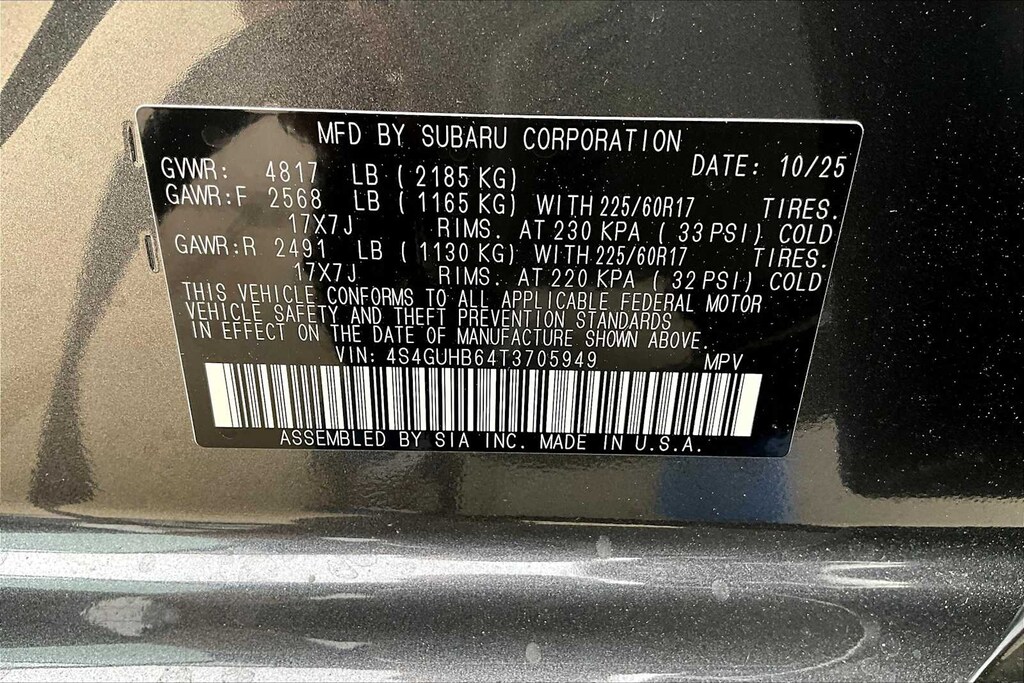 MFD BY SUBARU CORPORATION
GVWR: 4817 LB ( 2185 KG) DATE: 10/25
GAWR:F 2568 LB ( 1165 KG) WITH 225/60R17 TIRES.
17X7J RIMS. AT 230 KPA ( 33 PSI) COLD
GAWR:R 2491 LB ( 1130 KG) WITH 225/60R17 TIRES.
17X7J RIMS. AT 220 KPA ( 32 PSI) COLD
THIS VEHICLE CONFORMS TO ALL APPLICABLE FEDERAL MOTOR
VEHICLE SAFETY AND THEFT PREVENTION STANDARDS
IN EFFECT ON THE DATE OF MANUFACTURE SHOWN ABOVE.
VIN: 4S4GUHB64T3705949 MPV
ASSEMBLED BY SIA INC. MADE IN U.S.A.